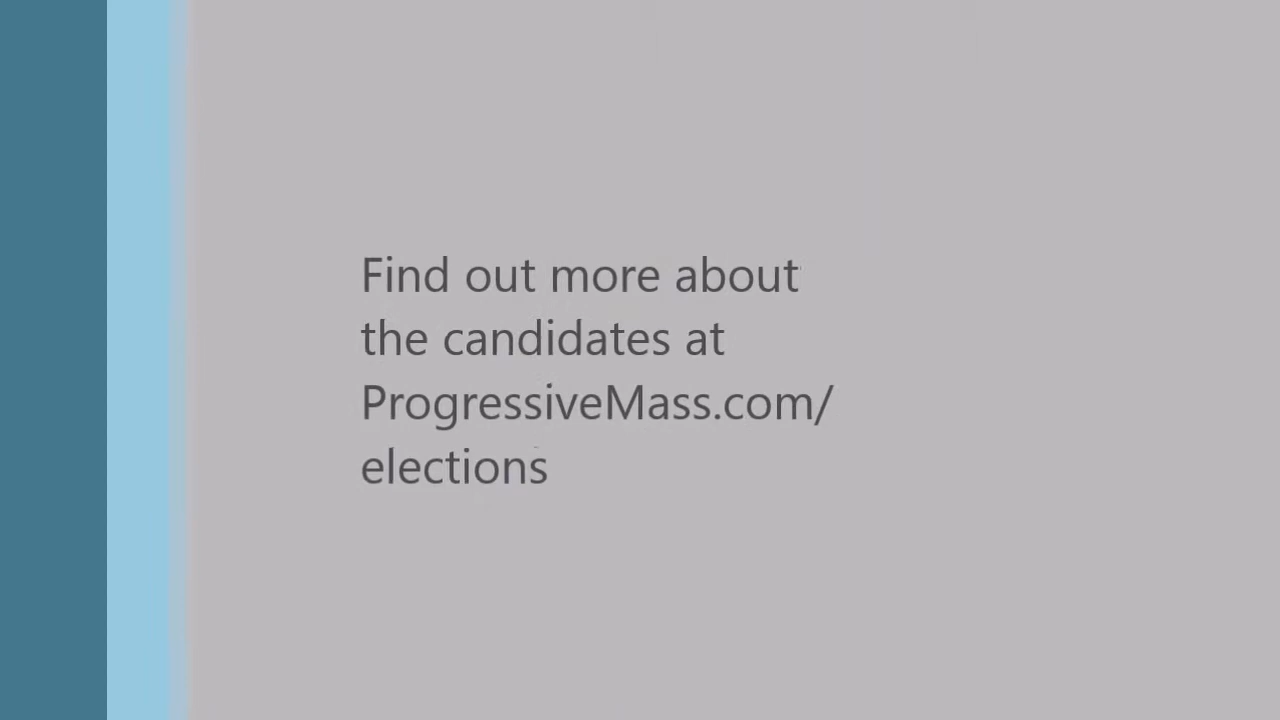 Find out more about
the candidates at
ProgressiveMass.com/
elections